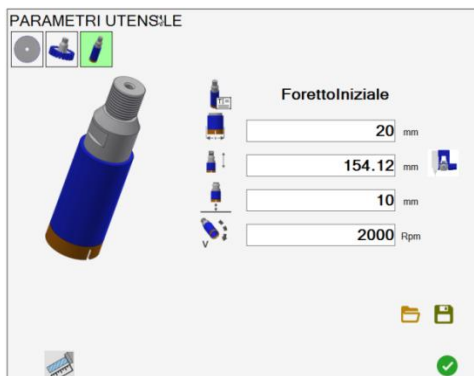 PARAMETRI UTENSILE
ForettoIniziale
20 mm
154.12 mm
10 mm
2000 Rpm
V